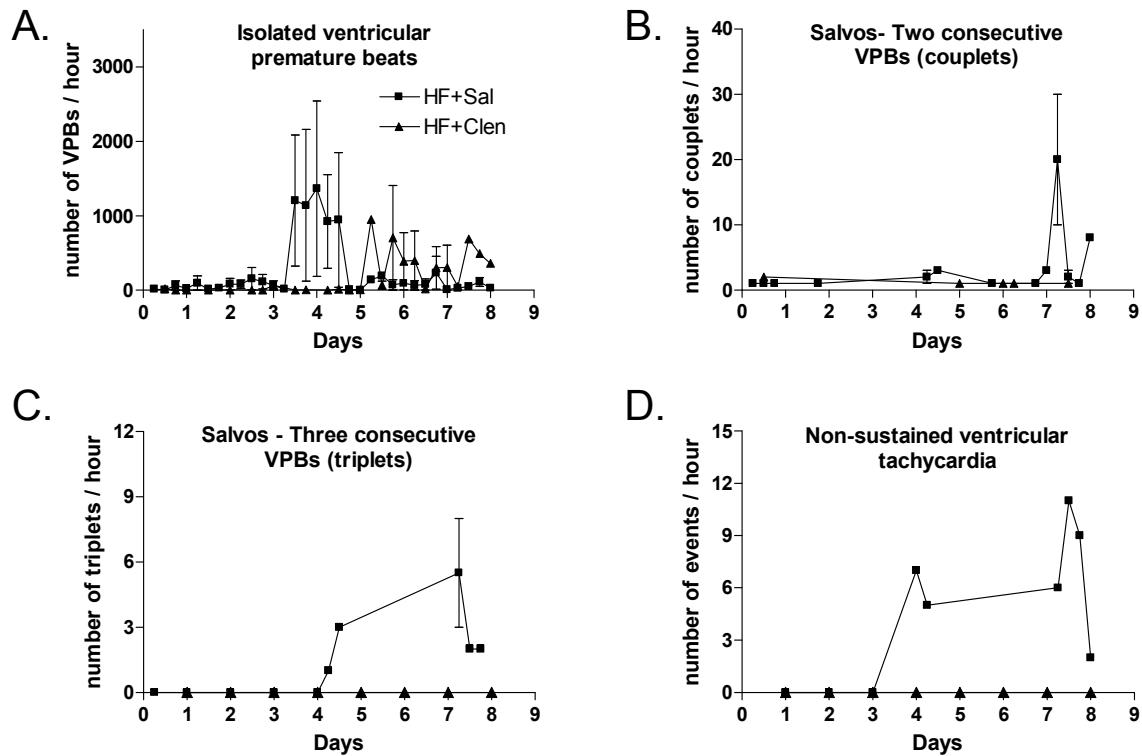 A.
Isolated ventricular
premature beats
HF+Sal
HF+Clen
number of VPBs / hour
3000
2000
1000
0
0 1 2 3 4 5 6 7 8 9
Days
B.
Salvos- Two consecutive
VPBs (couplets)
number of couplets / hour
40
30
20
10
0
0 1 2 3 4 5 6 7 8 9
Days
C.
Salvos - Three consecutive
VPBs (triplets)
number of triplets / hour
12
9
6
3
0
0 1 2 3 4 5 6 7 8 9
Days
D.
Non-sustained ventricular
tachycardia
number of events / hour
15
12
9
6
3
0
0 1 2 3 4 5 6 7 8 9
Days